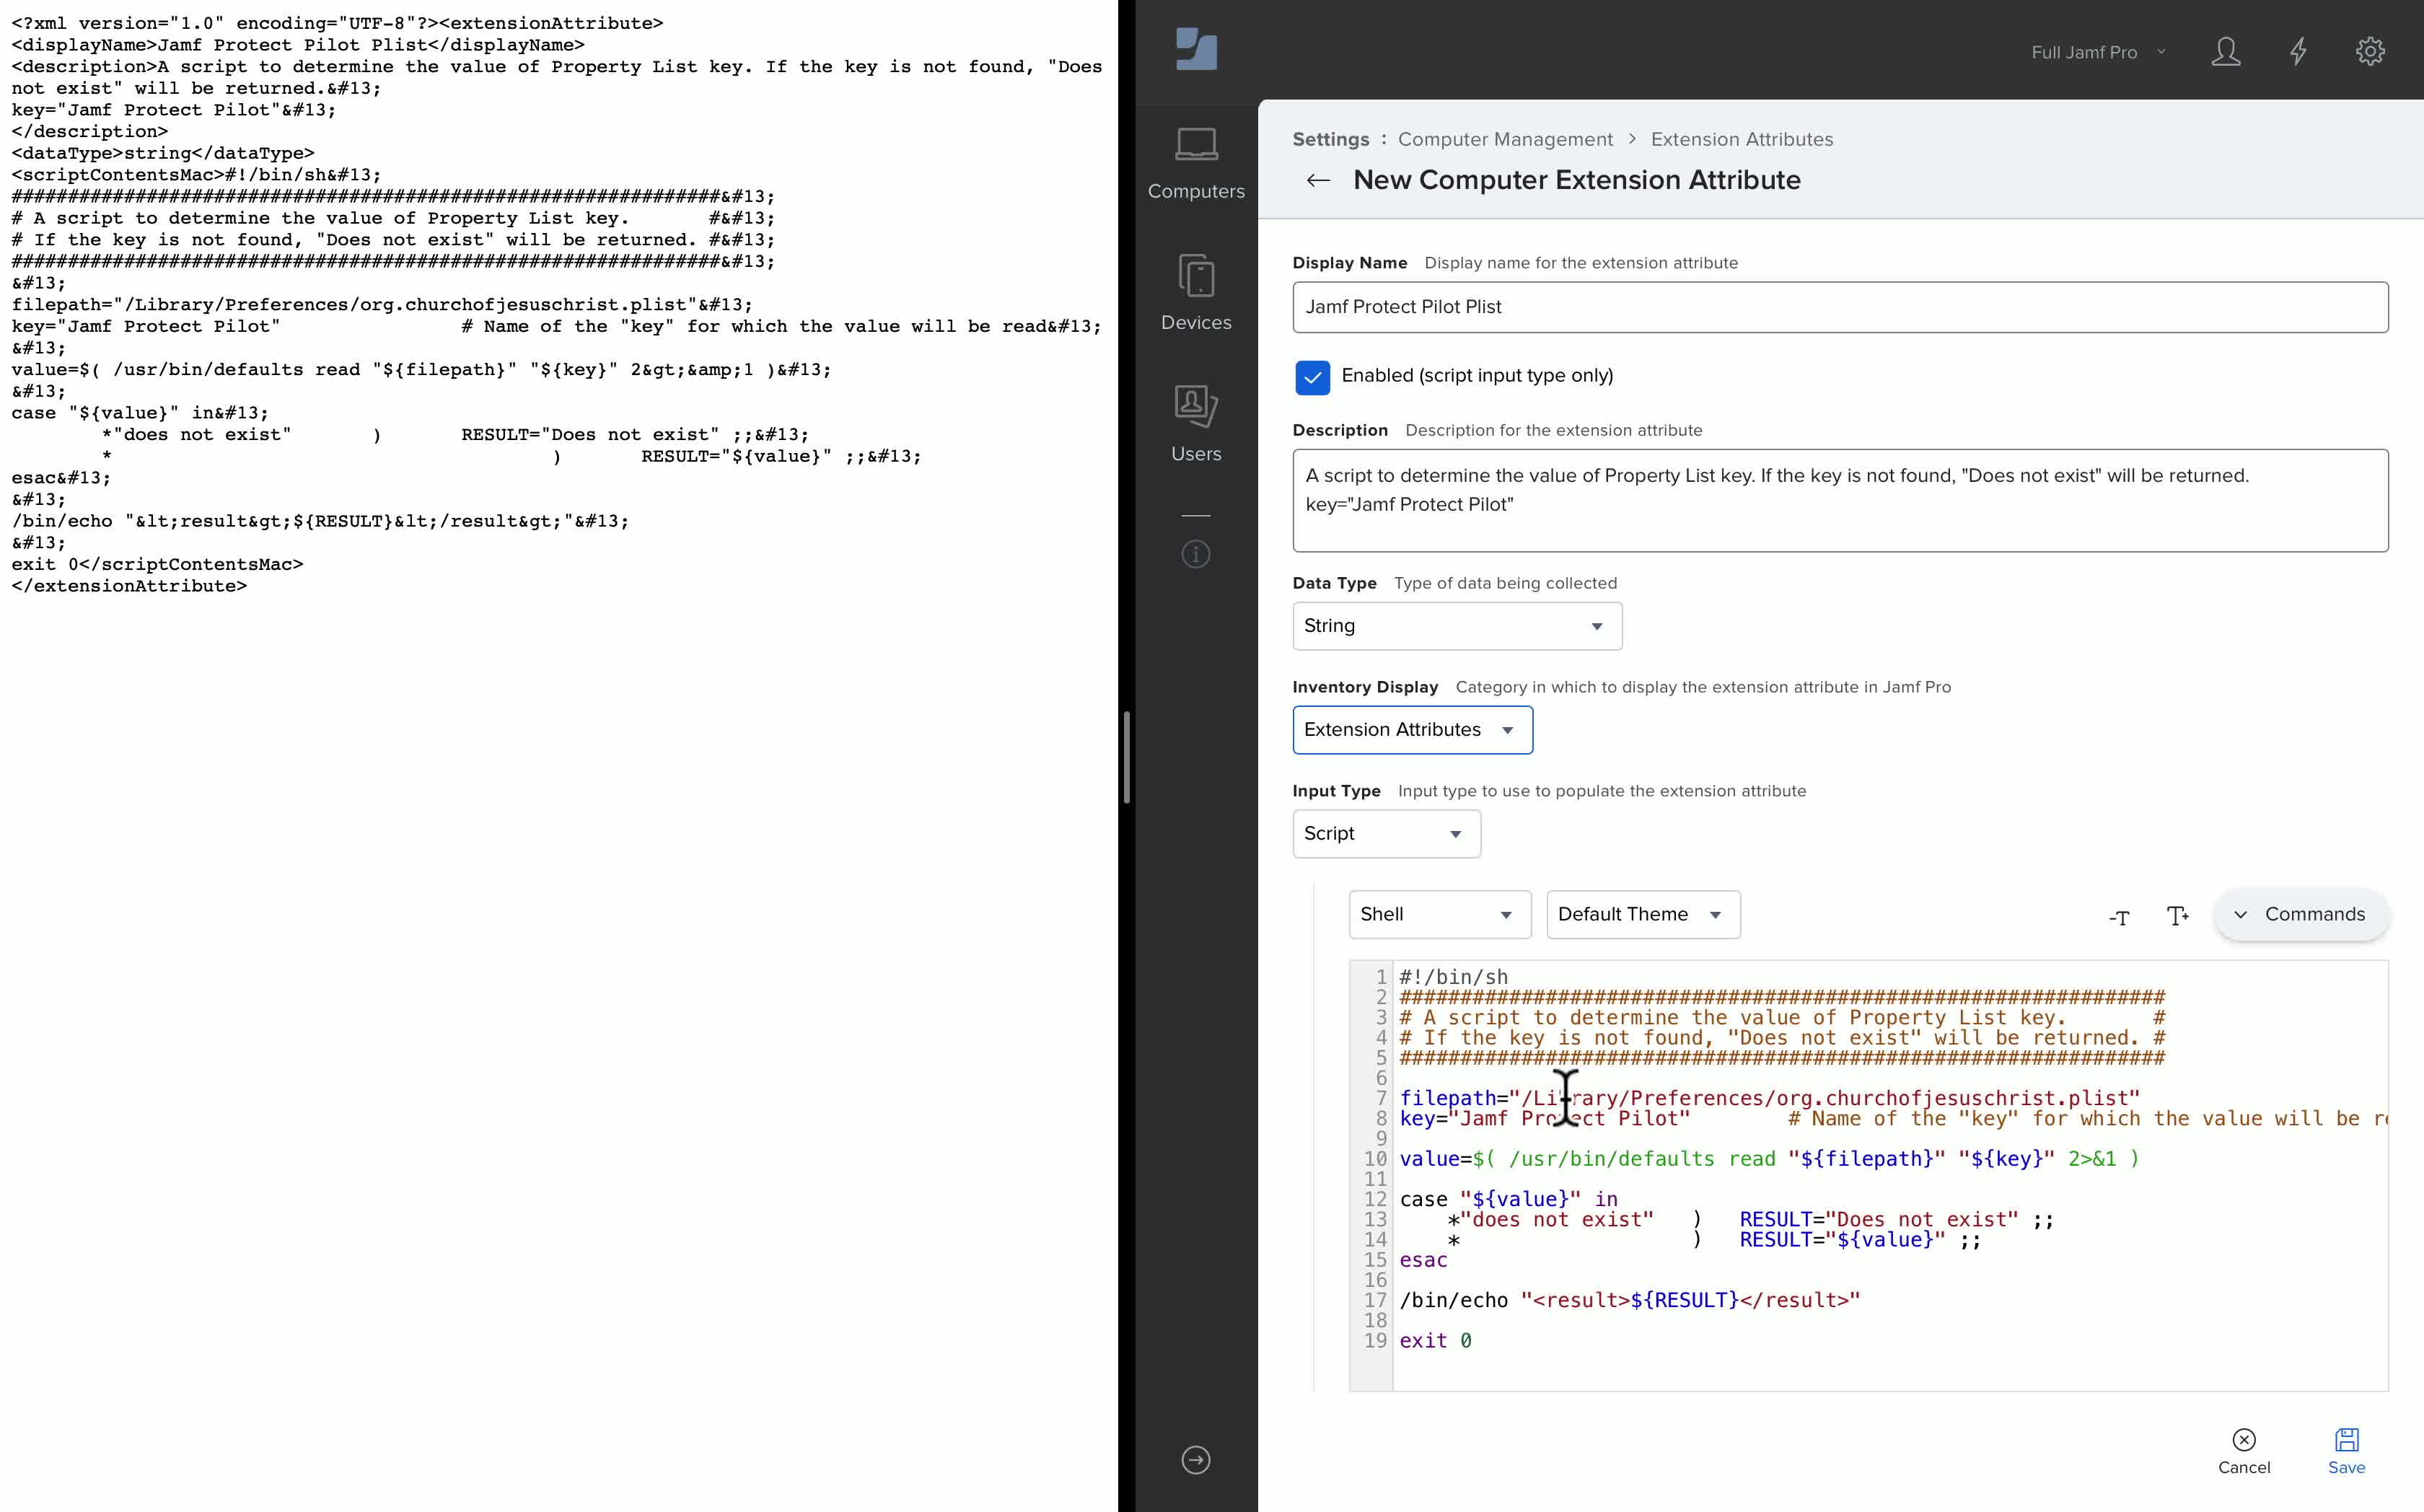 <?xml version="1.0" encoding="UTF-8"?><extensionAttribute>
<displayName>Jamf Protect Pilot Plist</displayName>
<description>A script to determine the value of Property List key. If the key is not found, "Does
not exist" will be returned.&#13;
key="Jamf Protect Pilot"&#13;
</description>
<dataType>string</dataType>
<scriptContentsMac>#!/bin/sh&#13;
###############################################################&#13;
# A script to determine the value of Property List key.       #&#13;
# If the key is not found, "Does not exist" will be returned. #&#13;
###############################################################&#13;
&#13;
filepath="/Library/Preferences/org.churchofjesuschrist.plist"&#13;
key="Jamf Protect Pilot"                # Name of the "key" for which the value will be read&#13;
&#13;
value=$( /usr/bin/defaults read "${filepath}" "${key}" 2&gt;&amp;1 )&#13;
&#13;
case "${value}" in&#13;
        *"does not exist"       )       RESULT="Does not exist" ;;&#13;
        *                                       )       RESULT="${value}" ;;&#13;
esac&#13;
&#13;
/bin/echo "&lt;result&gt;${RESULT}&lt;/result&gt;"&#13;
&#13;
exit 0</scriptContentsMac>
</extensionAttribute>
Full Jamf Pro
Computers
Devices
Users
Settings : Computer Management > Extension Attributes
← New Computer Extension Attribute
Display Name Display name for the extension attribute
Jamf Protect Pilot Plist
Enabled (script input type only)
Description Description for the extension attribute
A script to determine the value of Property List key. If the key is not found, "Does not exist" will be returned.
key="Jamf Protect Pilot"
Data Type Type of data being collected
String
Inventory Display Category in which to display the extension attribute in Jamf Pro
Extension Attributes
Input Type Input type to use to populate the extension attribute
Script
Shell Default Theme -T T+ Commands
1 #!/bin/sh
2 ###############################################################
3 # A script to determine the value of Property List key.       #
4 # If the key is not found, "Does not exist" will be returned. #
5 ###############################################################
6
7 filepath="/Library/Preferences/org.churchofjesuschrist.plist"
8 key="Jamf Protect Pilot"        # Name of the "key" for which the value will be
9
10 value=$( /usr/bin/defaults read "${filepath}" "${key}" 2>&1 )
11
12 case "${value}" in
13     *"does not exist"   )   RESULT="Does not exist" ;;
14     *                   )   RESULT="${value}" ;;
15 esac
16
17 /bin/echo "<result>${RESULT}</result>"
18
19 exit 0
Cancel Save